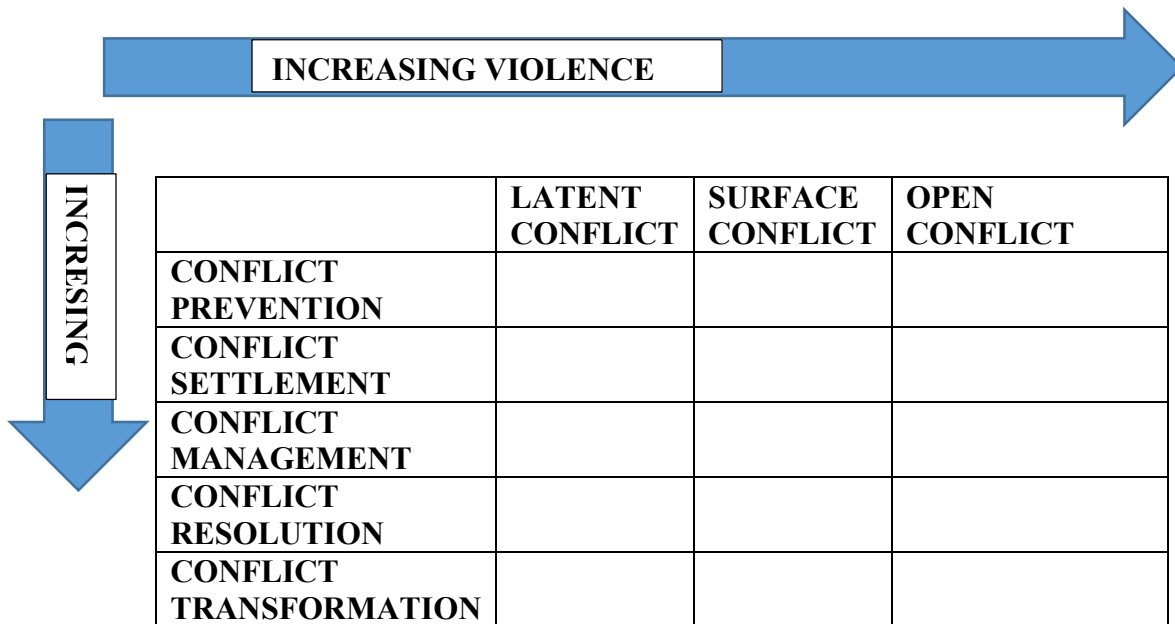 INCREASING VIOLENCE
INCRESING
LATENT CONFLICT
SURFACE CONFLICT
OPEN CONFLICT
CONFLICT
PREVENTION
CONFLICT
SETTLEMENT
CONFLICT
MANAGEMENT
CONFLICT
RESOLUTION
CONFLICT
TRANSFORMATION